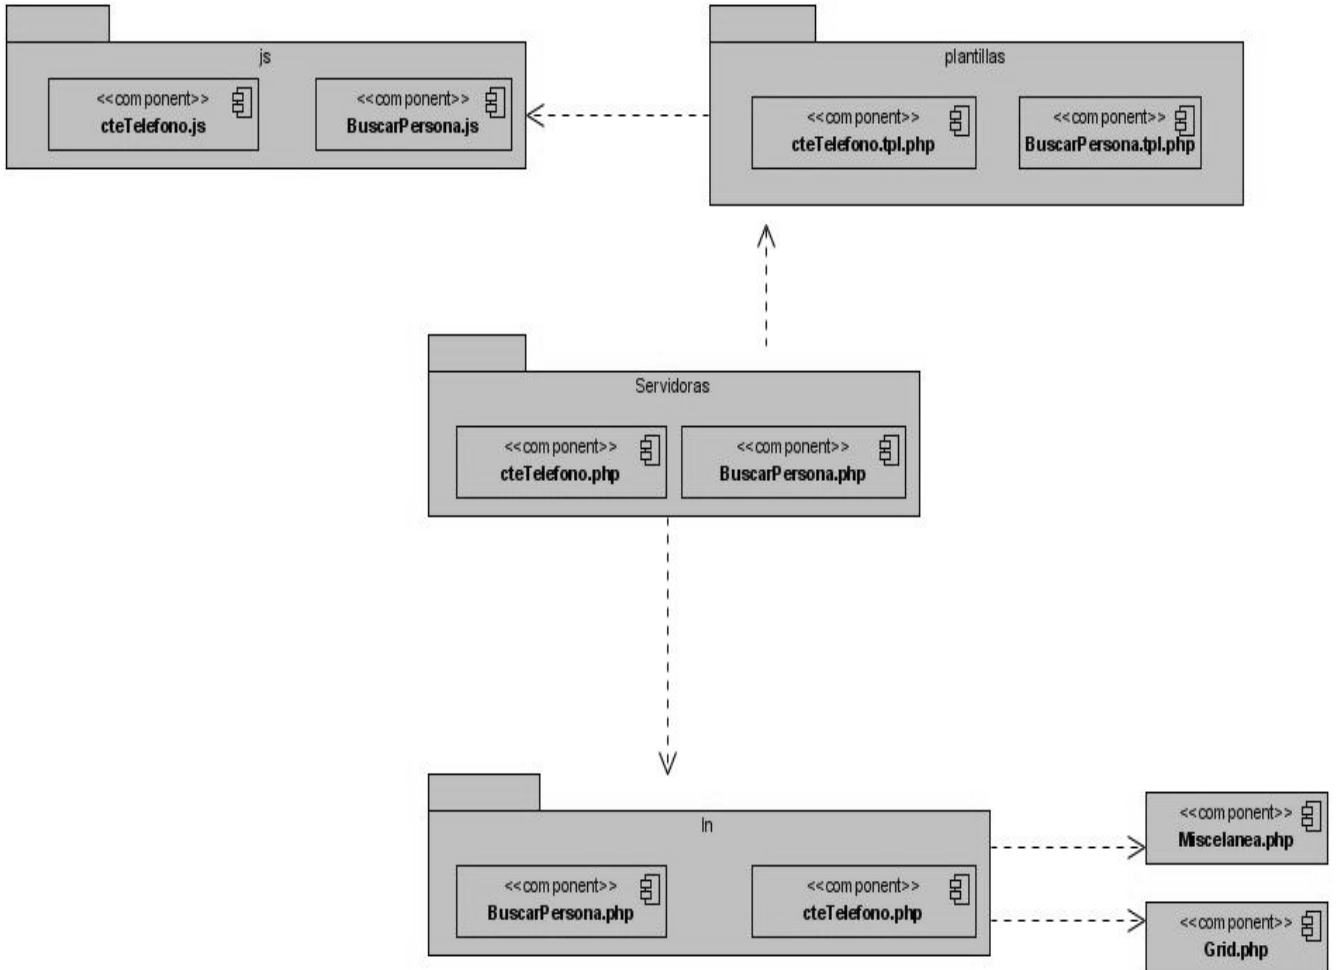 js
<<component>>
cteTelefono.js
<<component>>
BuscarPersona.js
plantillas
<<component>>
cteTelefono.tpl.php
<<component>>
BuscarPersona.tpl.php
Servidoras
<<component>>
cteTelefono.php
<<component>>
BuscarPersona.php
ln
<<component>>
BuscarPersona.php
<<component>>
cteTelefono.php
<<component>>
Miscelanea.php
<<component>>
Grid.php